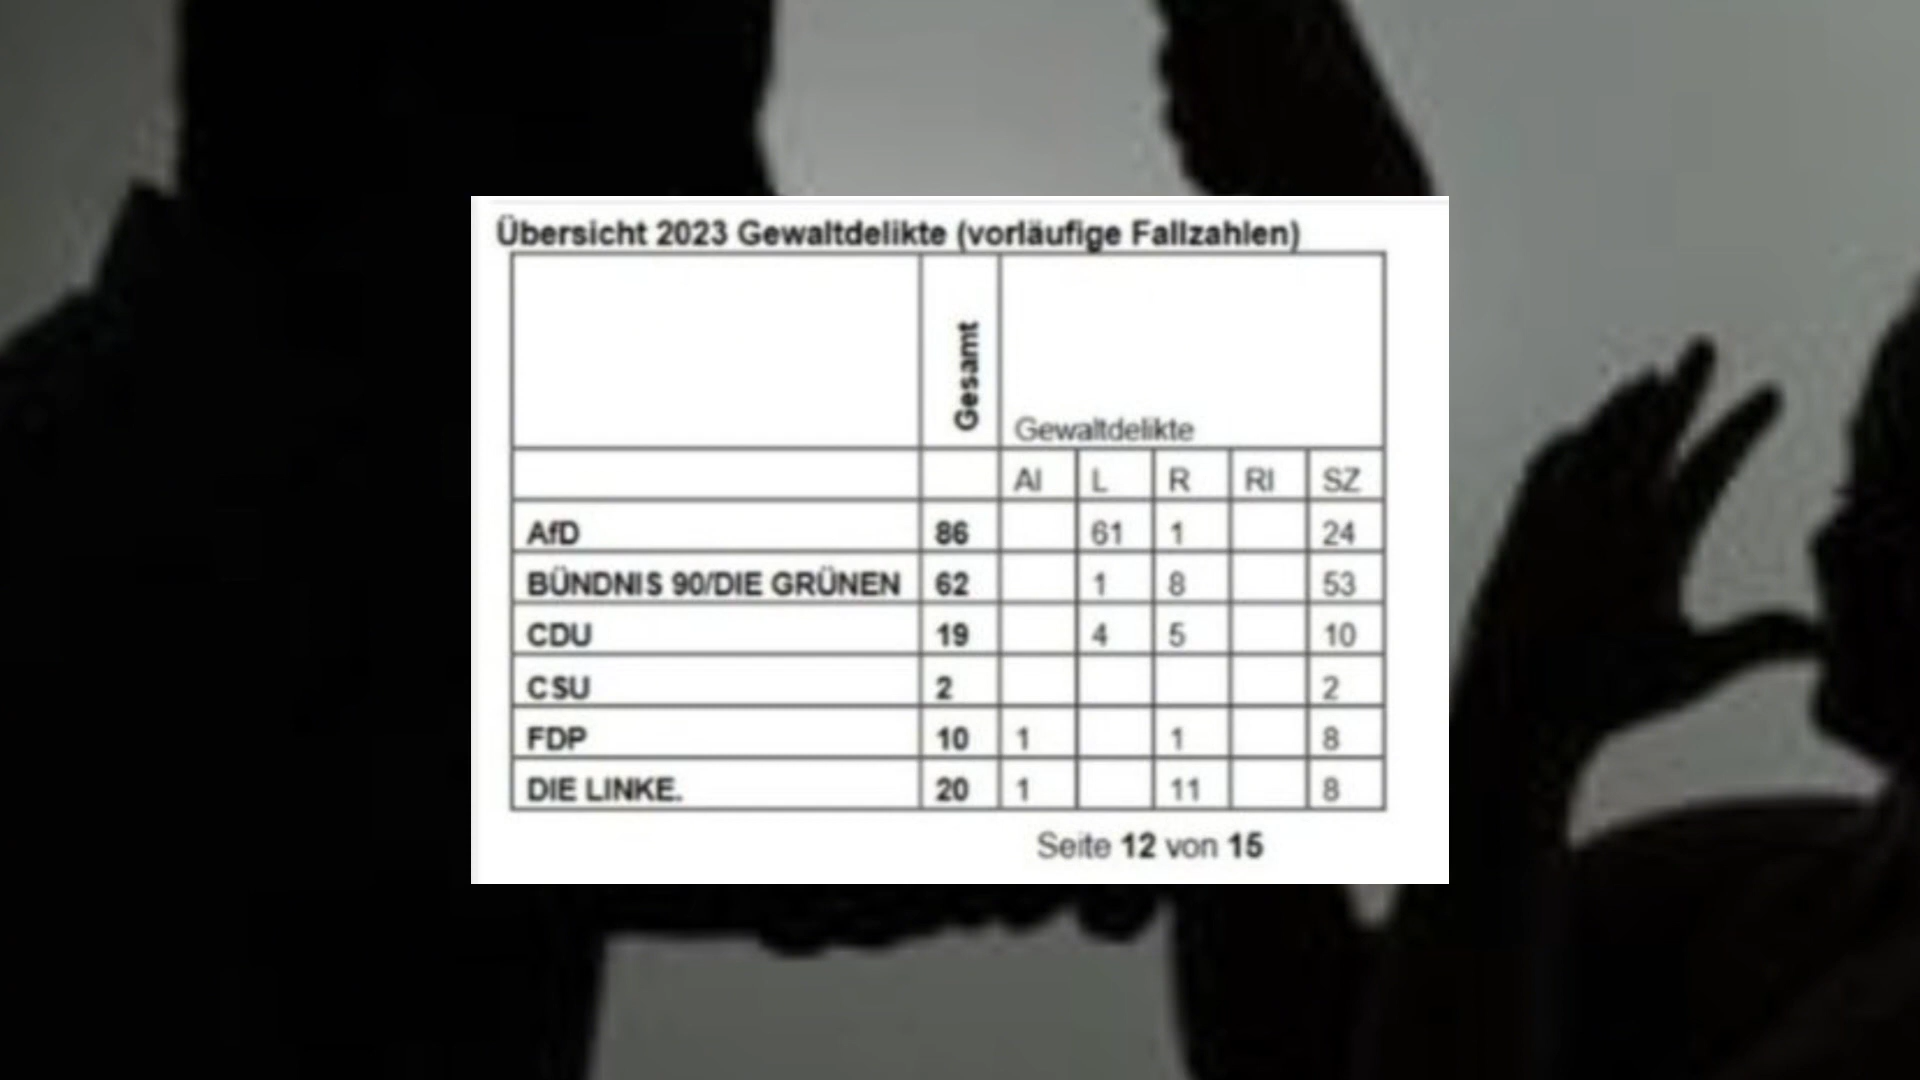 Übersicht 2023 Gewaltdelikte (vorläufige Fallzahlen)
Gesamt
Gewaltdelikte
AI L R RI SZ
AfD 86 61 1 24
BÜNDNIS 90/DIE GRÜNEN 62 1 8 53
CDU 19 4 5 10
CSU 2 2
FDP 10 1 1 8
DIE LINKE. 20 1 11 8
Seite 12 von 15